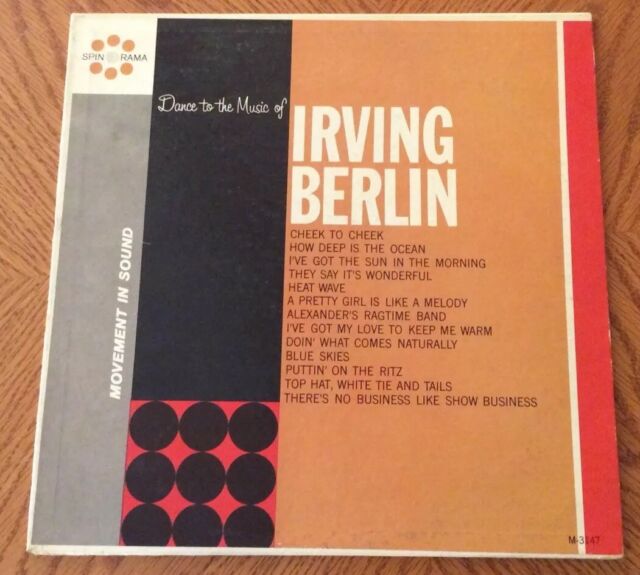 SPIN O RAMA
Dance to the Music of
IRVING
BERLIN
MOVEMENT IN SOUND
CHEEK TO CHEEK
HOW DEEP IS THE OCEAN
I'VE GOT THE SUN IN THE MORNING
THEY SAY IT'S WONDERFUL
HEAT WAVE
A PRETTY GIRL IS LIKE A MELODY
ALEXANDER'S RAGTIME BAND
I'VE GOT MY LOVE TO KEEP ME WARM
DOIN' WHAT COMES NATURALLY
BLUE SKIES
PUTTIN' ON THE RITZ
TOP HAT, WHITE TIE AND TAILS
THERE'S NO BUSINESS LIKE SHOW BUSINESS
M-3147